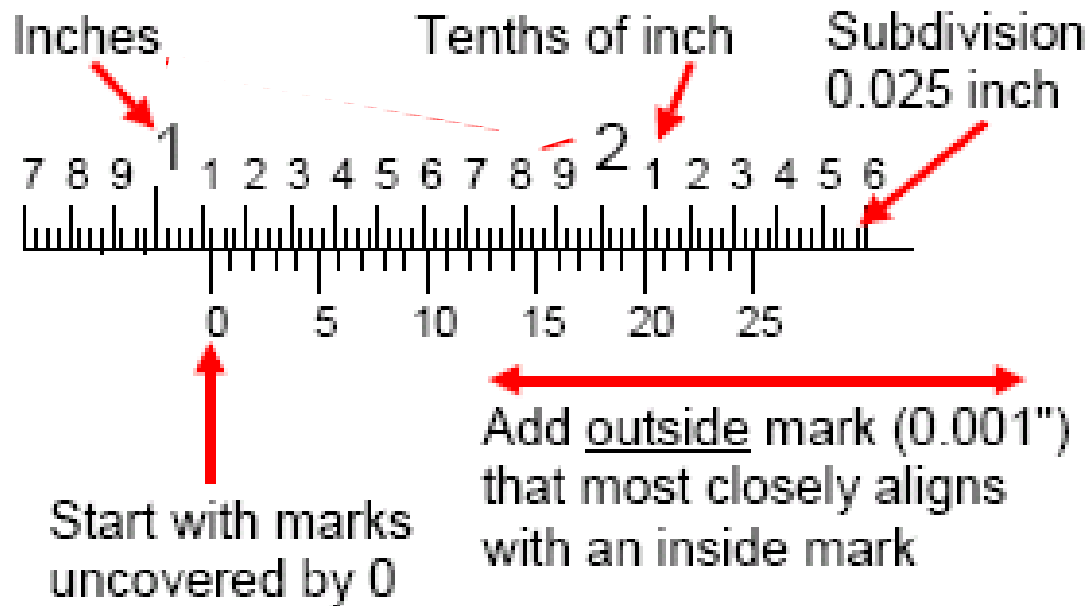 Inches
Tenths of inch
Subdivision
0.025 inch
1 2
7 8 9 1 2 3 4 5 6 7 8 9 1 2 3 4 5 6
0 5 10 15 20 25
Add outside mark (0.001")
that most closely aligns
with an inside mark
Start with marks
uncovered by 0